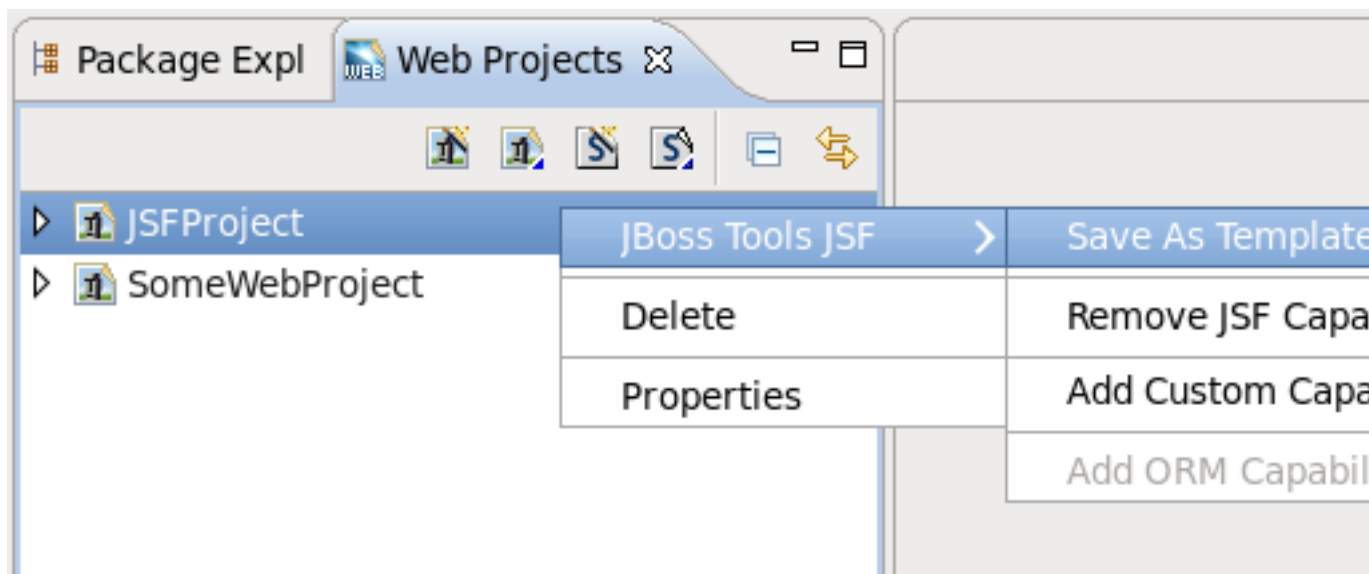 Package Expl
Web Projects
JSFProject
SomeWebProject
JBoss Tools JSF
Delete
Properties
Save As Template
Remove JSF Capa
Add Custom Capa
Add ORM Capabil